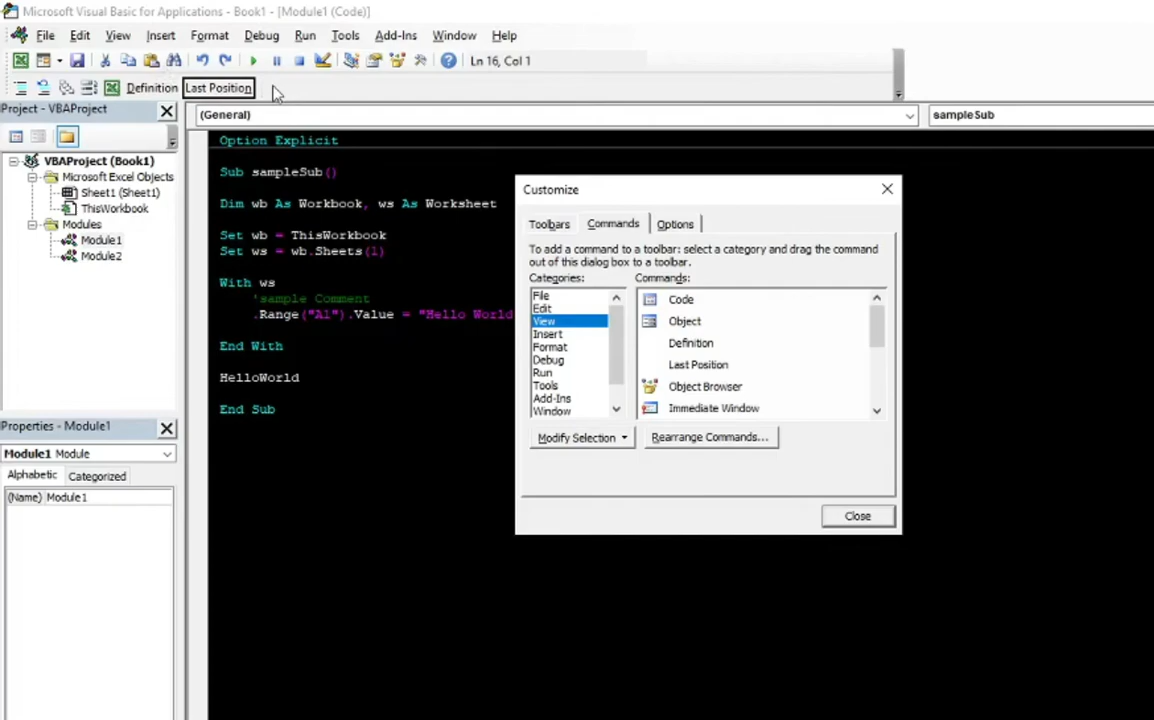 Microsoft Visual Basic for Applications - Book1 - [Module1 (Code)]
File Edit View Insert Format Debug Run Tools Add-Ins Window Help
Ln 16, Col 1
Definition Last Position
Project - VBAProject
(General) sampleSub
VBAProject (Book1)
Microsoft Excel Objects
Sheet1 (Sheet1)
ThisWorkbook
Modules
Module1
Module2
Properties - Module1
Module1 Module
Alphabetic Categorized
(Name) Module1
Option Explicit
Sub sampleSub()
Dim wb As Workbook, ws As Worksheet
Set wb = ThisWorkbook
Set ws = wb.Sheets(1)
With ws
'sample Comment
.Range("A1").Value = "Hello World
End With
HelloWorld
End Sub
Customize
Toolbars Commands Options
To add a command to a toolbar: select a category and drag the command
out of this dialog box to a toolbar.
Categories: Commands:
File
Edit
View
Insert
Format
Debug
Run
Tools
Add-Ins
Window
Code
Object
Definition
Last Position
Object Browser
Immediate Window
Modify Selection Rearrange Commands...
Close